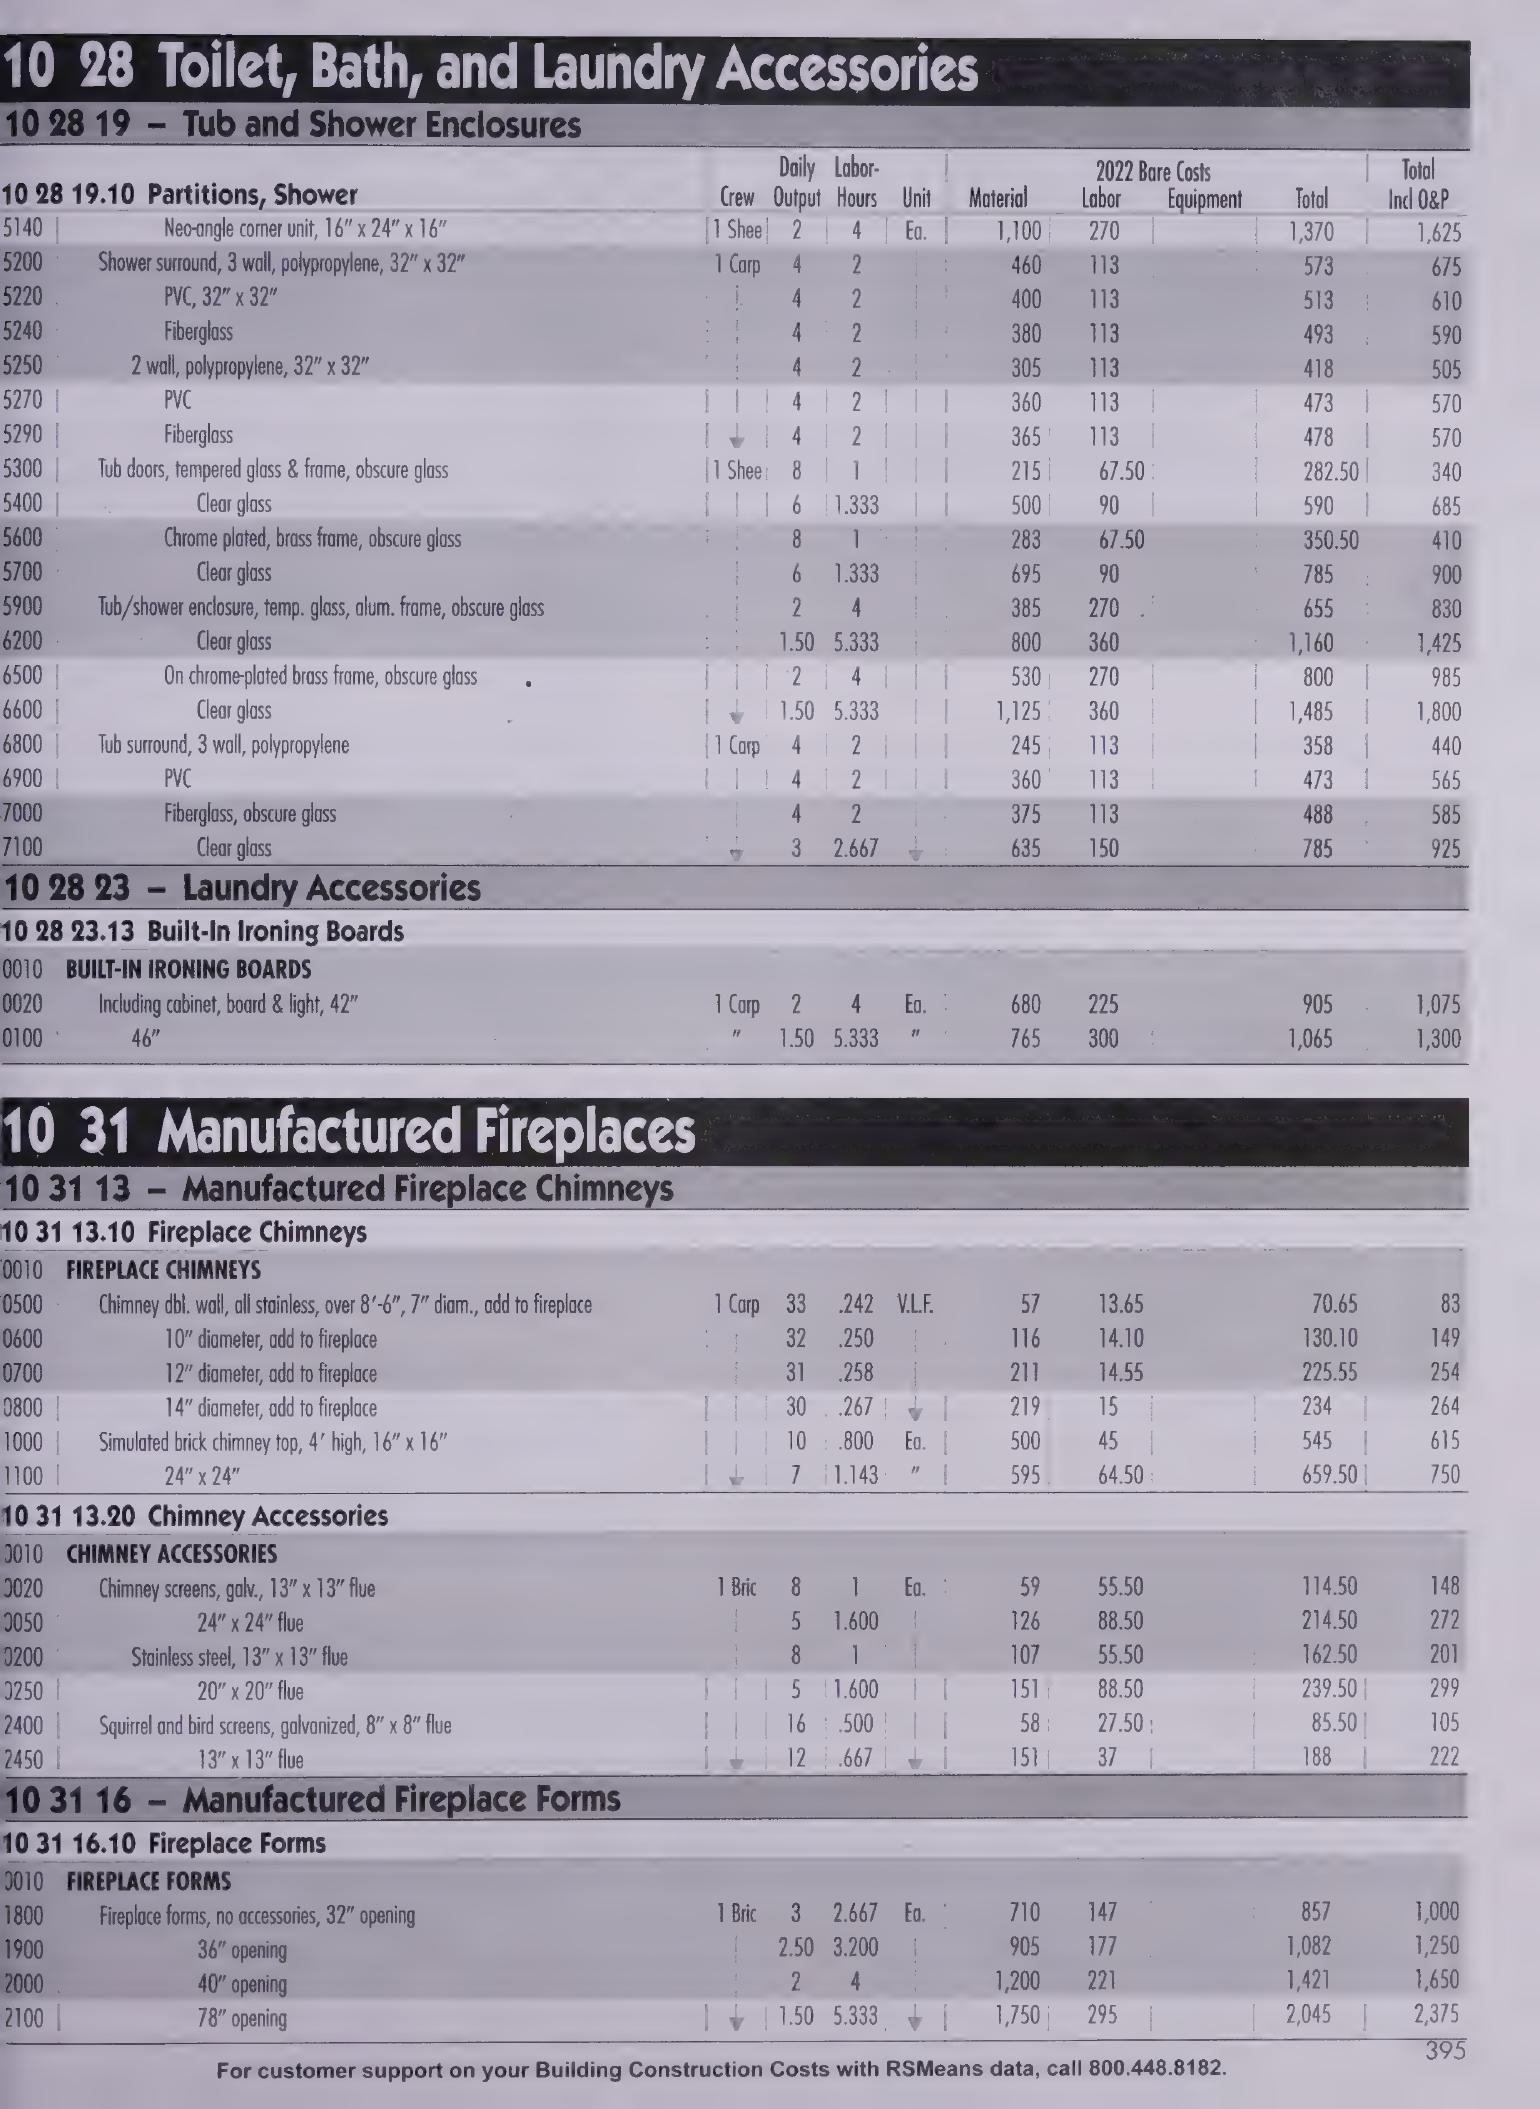 10 28 Toilet, Bath, and Laundry Accessories
10 28 19 – Tub and Shower Enclosures
Daily Labor- 2022 Bare Costs Total
10 28 19.10 Partitions, Shower Crew Output Hours Unit Material Labor Equipment Total Incl O&P
5140 Neo-angle corner unit, 16" x 24" x 16" 1 Shee 2 4 Ea. 1,100 270 1,370 1,625
5200 Shower surround, 3 wall, polypropylene, 32" x 32" 1 Carp 4 2 460 113 573 675
5220 PVC, 32" x 32" 4 2 400 113 513 610
5240 Fiberglass 4 2 380 113 493 590
5250 2 wall, polypropylene, 32" x 32" 4 2 305 113 418 505
5270 PVC 4 2 360 113 473 570
5290 Fiberglass 4 2 365 113 478 570
5300 Tub doors, tempered glass & frame, obscure glass 1 Shee 8 1 215 67.50 282.50 340
5400 Clear glass 6 1.333 500 90 590 685
5600 Chrome plated, brass frame, obscure glass 8 1 283 67.50 350.50 410
5700 Clear glass 6 1.333 695 90 785 900
5900 Tub/shower enclosure, temp. glass, alum. frame, obscure glass 2 4 385 270 655 830
6200 Clear glass 1.50 5.333 800 360 1,160 1,425
6500 On chrome-plated brass frame, obscure glass 2 4 530 270 800 985
6600 Clear glass 1.50 5.333 1,125 360 1,485 1,800
6800 Tub surround, 3 wall, polypropylene 1 Carp 4 2 245 113 358 440
6900 PVC 4 2 360 113 473 565
7000 Fiberglass, obscure glass 4 2 375 113 488 585
7100 Clear glass 3 2.667 635 150 785 925
10 28 23 – Laundry Accessories
10 28 23.13 Built-In Ironing Boards
0010 BUILT-IN IRONING BOARDS
0020 Including cabinet, board & light, 42" 1 Carp 2 4 Ea. 680 225 905 1,075
0100 46" " 1.50 5.333 " 765 300 1,065 1,300
10 31 Manufactured Fireplaces
10 31 13 – Manufactured Fireplace Chimneys
10 31 13.10 Fireplace Chimneys
0010 FIREPLACE CHIMNEYS
0500 Chimney dbl. wall, all stainless, over 8'-6", 7" diam., add to fireplace 1 Carp 33 .242 V.L.F. 57 13.65 70.65 83
0600 10" diameter, add to fireplace 32 .250 116 14.10 130.10 149
0700 12" diameter, add to fireplace 31 .258 211 14.55 225.55 254
0800 14" diameter, add to fireplace 30 .267 219 15 234 264
1000 Simulated brick chimney top, 4' high, 16" x 16" 10 .800 Ea. 500 45 545 615
1100 24" x 24" 7 1.143 " 595 64.50 659.50 750
10 31 13.20 Chimney Accessories
0010 CHIMNEY ACCESSORIES
0020 Chimney screens, galv., 13" x 13" flue 1 Bric 8 1 Ea. 59 55.50 114.50 148
0050 24" x 24" flue 5 1.600 126 88.50 214.50 272
0200 Stainless steel, 13" x 13" flue 8 1 107 55.50 162.50 201
0250 20" x 20" flue 5 1.600 151 88.50 239.50 299
2400 Squirrel and bird screens, galvanized, 8" x 8" flue 16 .500 58 27.50 85.50 105
2450 13" x 13" flue 12 .667 151 37 188 222
10 31 16 – Manufactured Fireplace Forms
10 31 16.10 Fireplace Forms
0010 FIREPLACE FORMS
1800 Fireplace forms, no accessories, 32" opening 1 Bric 3 2.667 Ea. 710 147 857 1,000
1900 36" opening 2.50 3.200 905 177 1,082 1,250
2000 40" opening 2 4 1,200 221 1,421 1,650
2100 78" opening 1.50 5.333 1,750 295 2,045 2,375
395
For customer support on your Building Construction Costs with RSMeans data, call 800.448.8182.